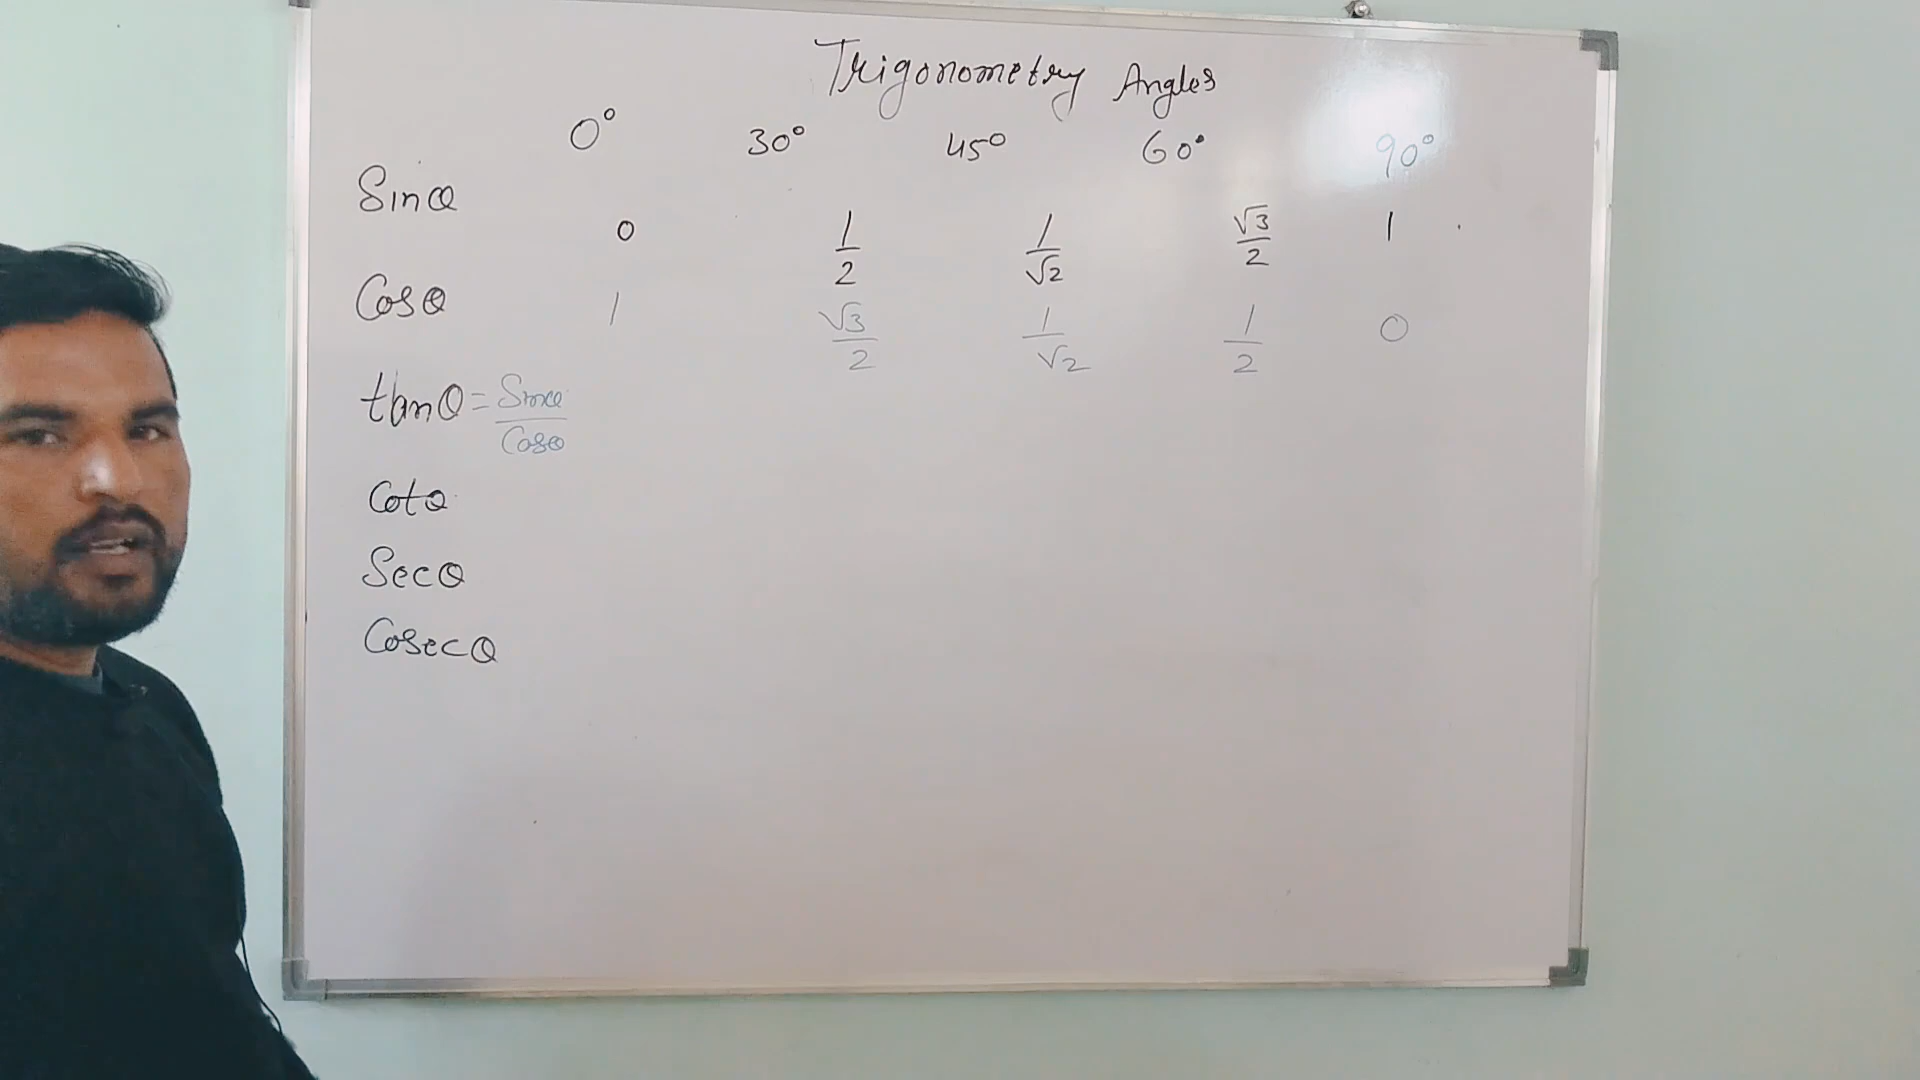 Trigonometry Angles
0° 30° 45° 60° 90°
Sinθ 0 1/2 1/√2 √3/2 1
Cosθ 1 √3/2 1/√2 1/2 0
tanθ = Sinθ/Cosθ
Cotθ
Secθ
Cosecθ